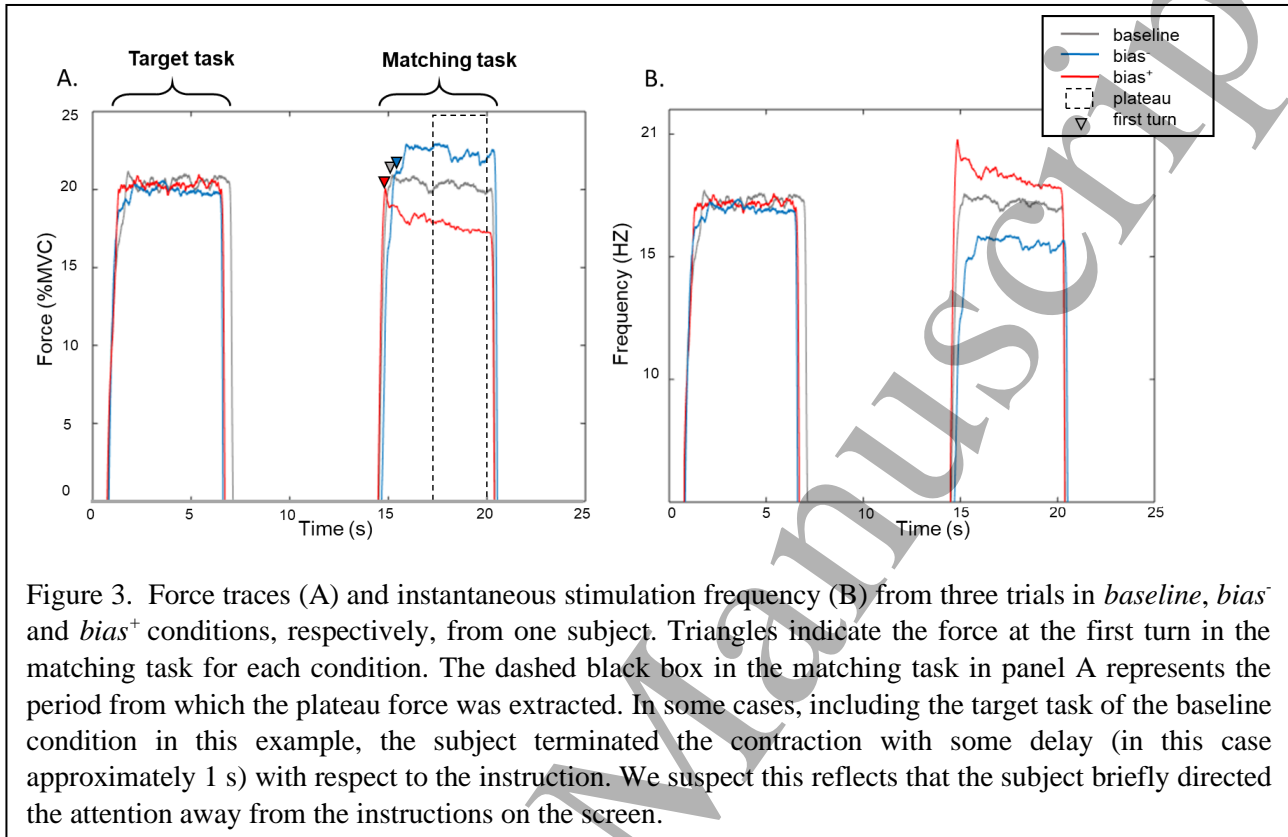 baseline
bias-
bias+
plateau
first turn
A.
Target task
Matching task
B.
25
20
15
20
10
5
0
Force (%MVC)
0
5
10
15
20
25
Time (s)
21
15
10
Frequency (HZ)
0
5
10
15
20
25
Time (s)
Figure 3. Force traces (A) and instantaneous stimulation frequency (B) from three trials in baseline, bias-
and bias+ conditions, respectively, from one subject. Triangles indicate the force at the first turn in the
matching task for each condition. The dashed black box in the matching task in panel A represents the
period from which the plateau force was extracted. In some cases, including the target task of the baseline
condition in this example, the subject terminated the contraction with some delay (in this case
approximately 1 s) with respect to the instruction. We suspect this reflects that the subject briefly directed
the attention away from the instructions on the screen.
Manuscrip